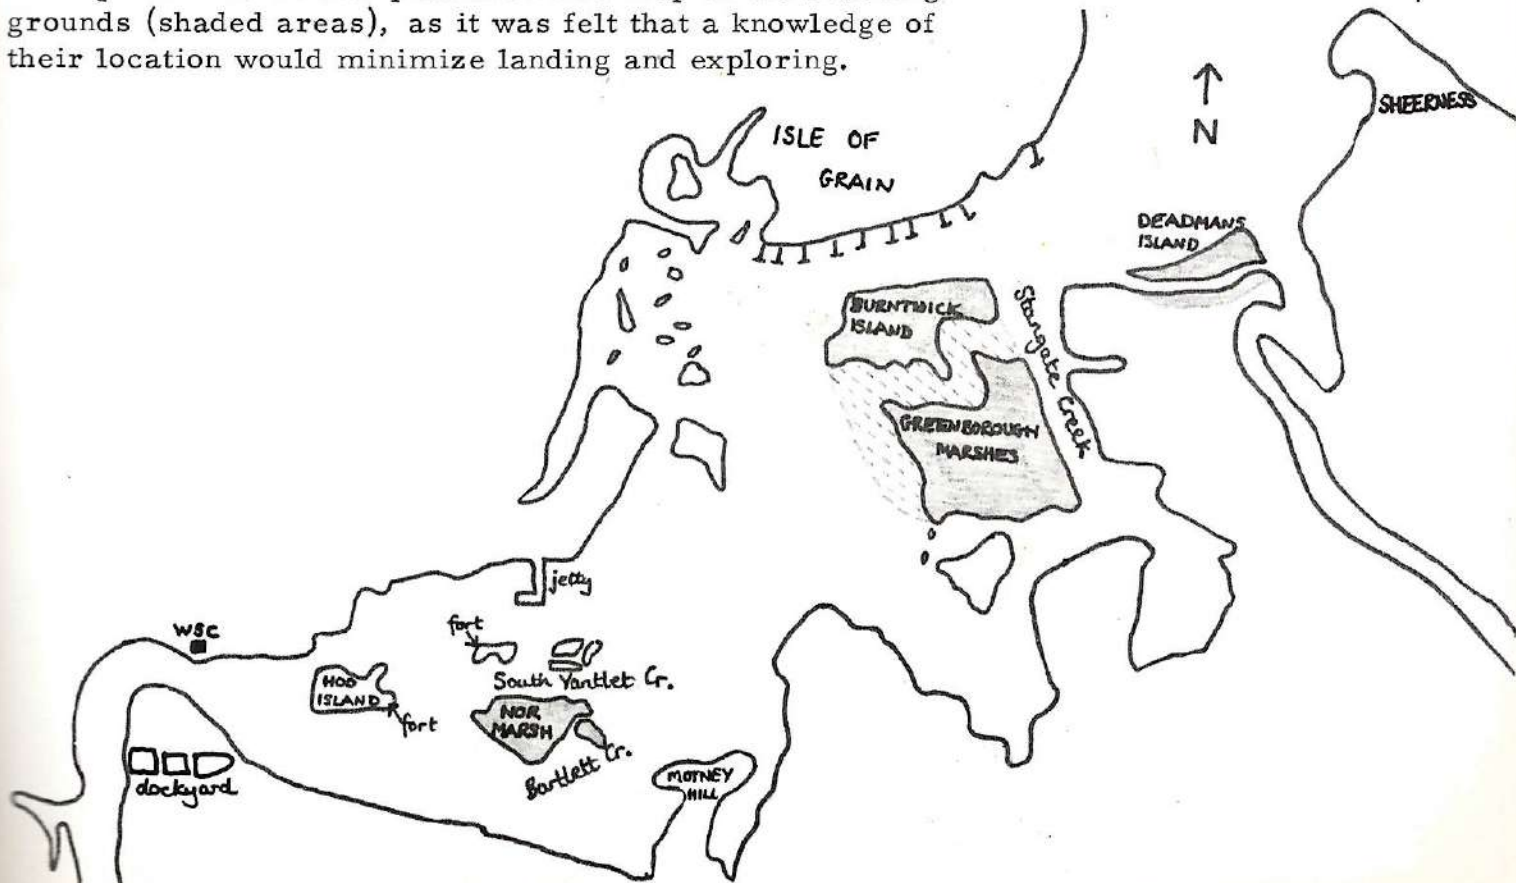 grounds (shaded areas), as it was felt that a knowledge of
their location would minimize landing and exploring.
ISLE OF
GRAIN
N
SHEERNESS
DEADMANS
ISLAND
BURNTWICK
ISLAND
Stangate Creek
GREENBOROUGH
MARSHES
jetty
WSC
fort
HOO
ISLAND
fort
South Yantlet Cr.
NOR
MARSH
Bartlett Cr.
MOTNEY
HILL
dockyard